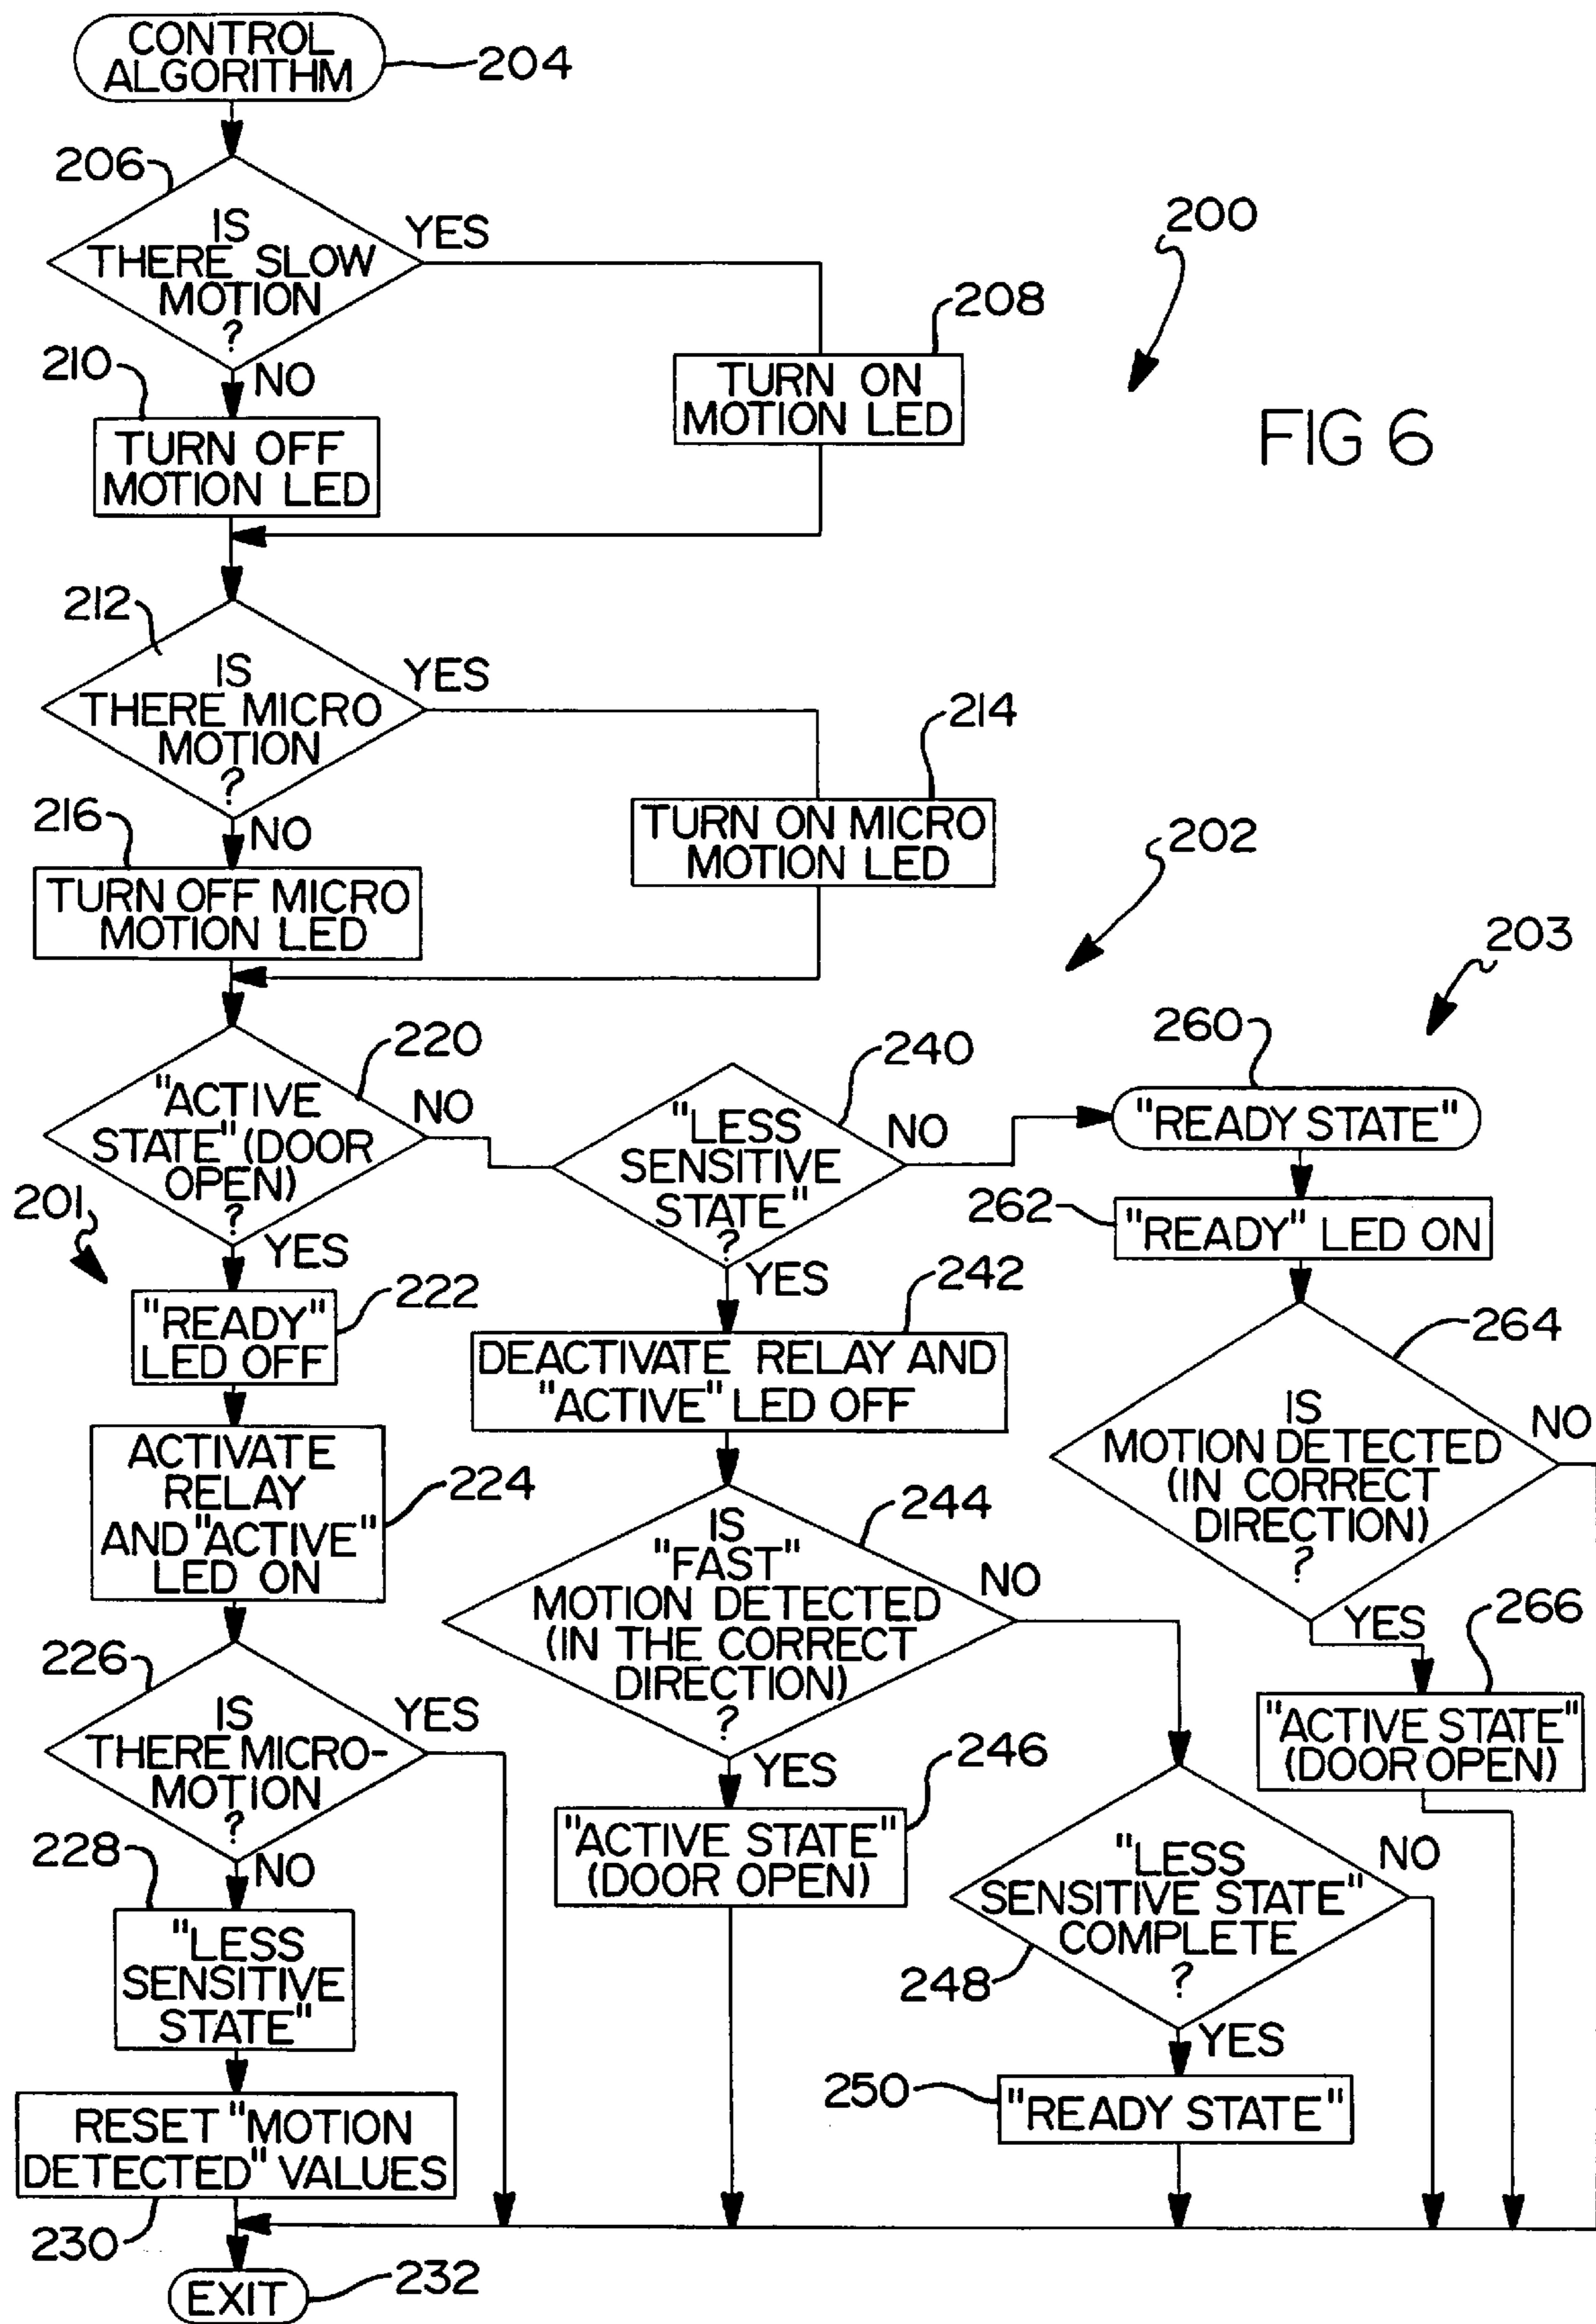 CONTROL
ALGORITHM
204
206
IS
THERE SLOW
MOTION
?
YES
200
208
TURN ON
MOTION LED
210
NO
TURN OFF
MOTION LED
FIG 6
212
IS
THERE MICRO
MOTION
?
YES
214
TURN ON MICRO
MOTION LED
216
NO
TURN OFF MICRO
MOTION LED
202
203
220
"ACTIVE
STATE" (DOOR
OPEN)
?
NO
201
YES
"READY"
LED OFF
222
ACTIVATE
RELAY
AND "ACTIVE"
LED ON
224
226
IS
THERE MICRO-
MOTION
?
YES
228
NO
"LESS
SENSITIVE
STATE"
RESET "MOTION
DETECTED" VALUES
230
EXIT
232
240
"LESS
SENSITIVE
STATE"
?
NO
YES
242
DEACTIVATE RELAY AND
"ACTIVE" LED OFF
244
IS
"FAST"
MOTION DETECTED
(IN THE CORRECT
DIRECTION)
?
NO
YES
246
"ACTIVE STATE"
(DOOR OPEN)
"LESS
SENSITIVE STATE"
COMPLETE
?
NO
248
YES
250
"READY STATE"
260
"READY STATE"
262
"READY" LED ON
264
IS
MOTION DETECTED
(IN CORRECT
DIRECTION)
?
NO
YES
266
"ACTIVE STATE"
(DOOR OPEN)